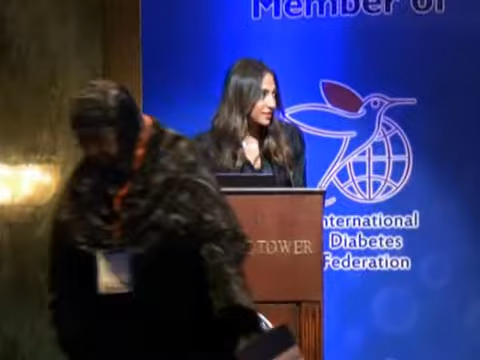 Member of
International
Diabetes
Federation
TOWER